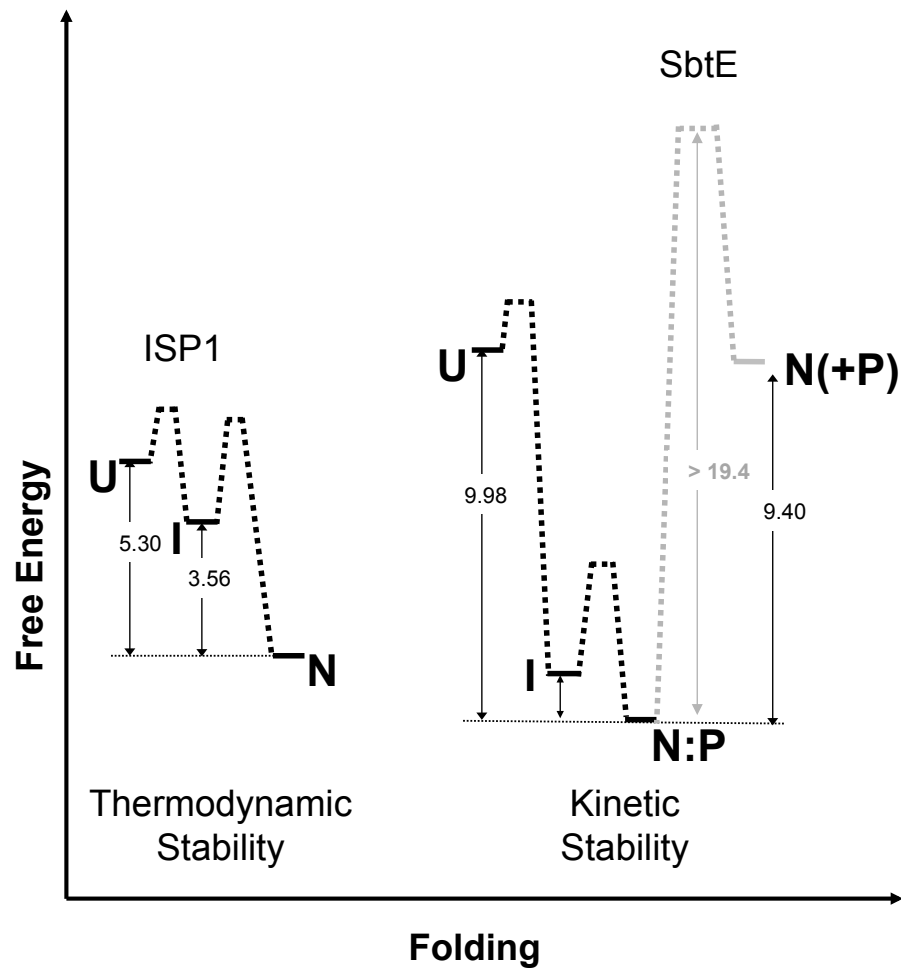 SbtE
ISP1
U
N(+P)
U
> 19.4
9.98
9.40
5.30
I
3.56
I
N
N:P
Thermodynamic
Stability
Kinetic
Stability
Free Energy
Folding